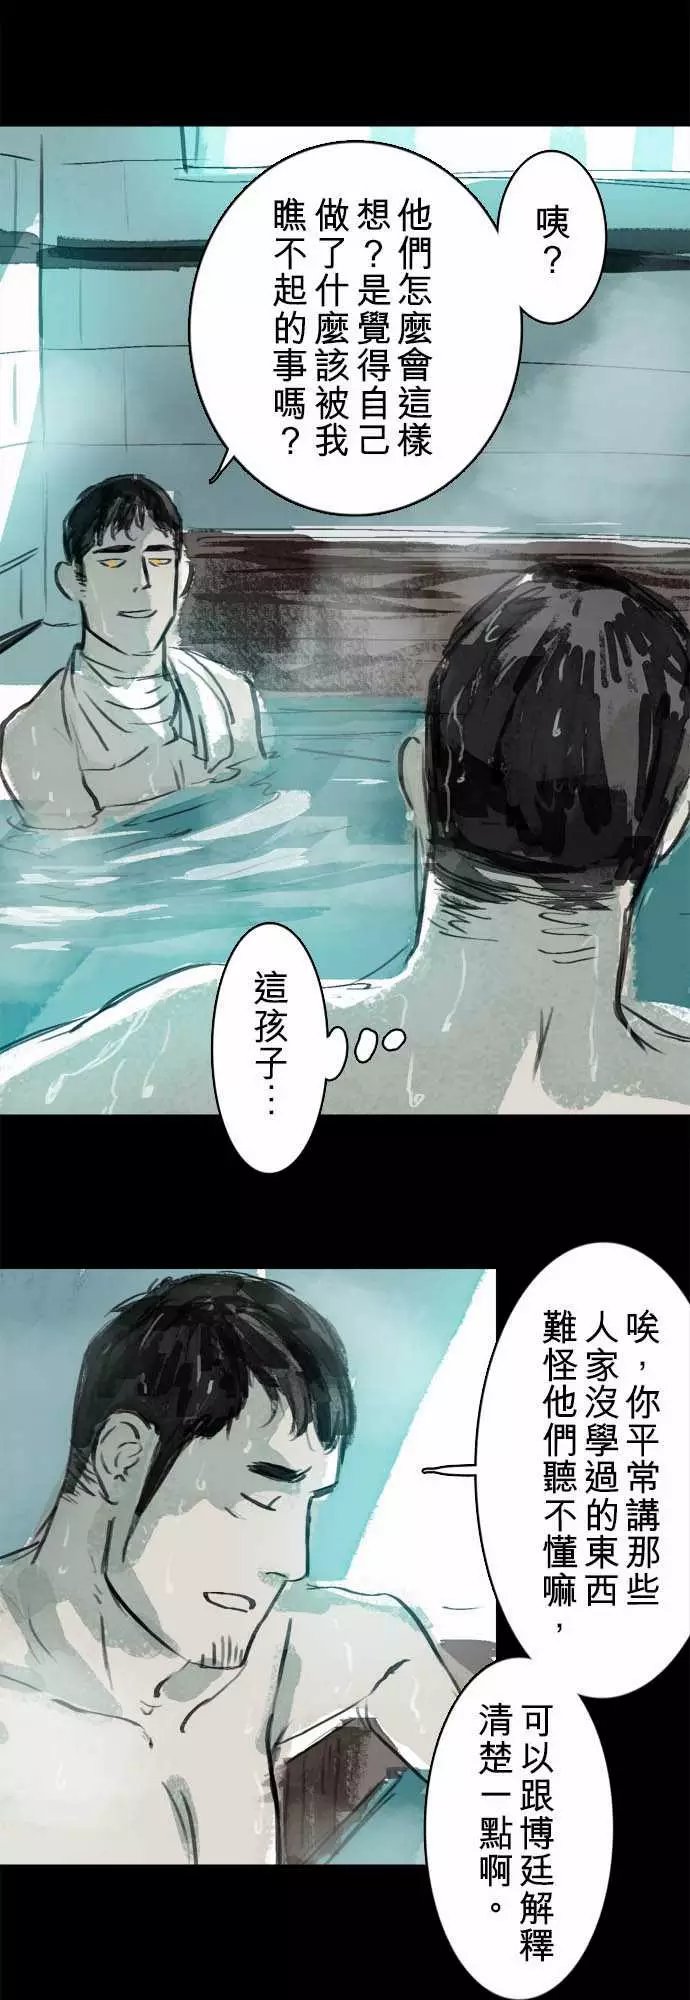 咦？
他們怎麼會這樣
想？是覺得自己
做了什麼該被我
瞧不起的事嗎？
這孩子…
唉，你平常講那些
人家沒學過的東西
難怪他們聽不懂嘛，
可以跟博廷解釋
清楚一點啊。